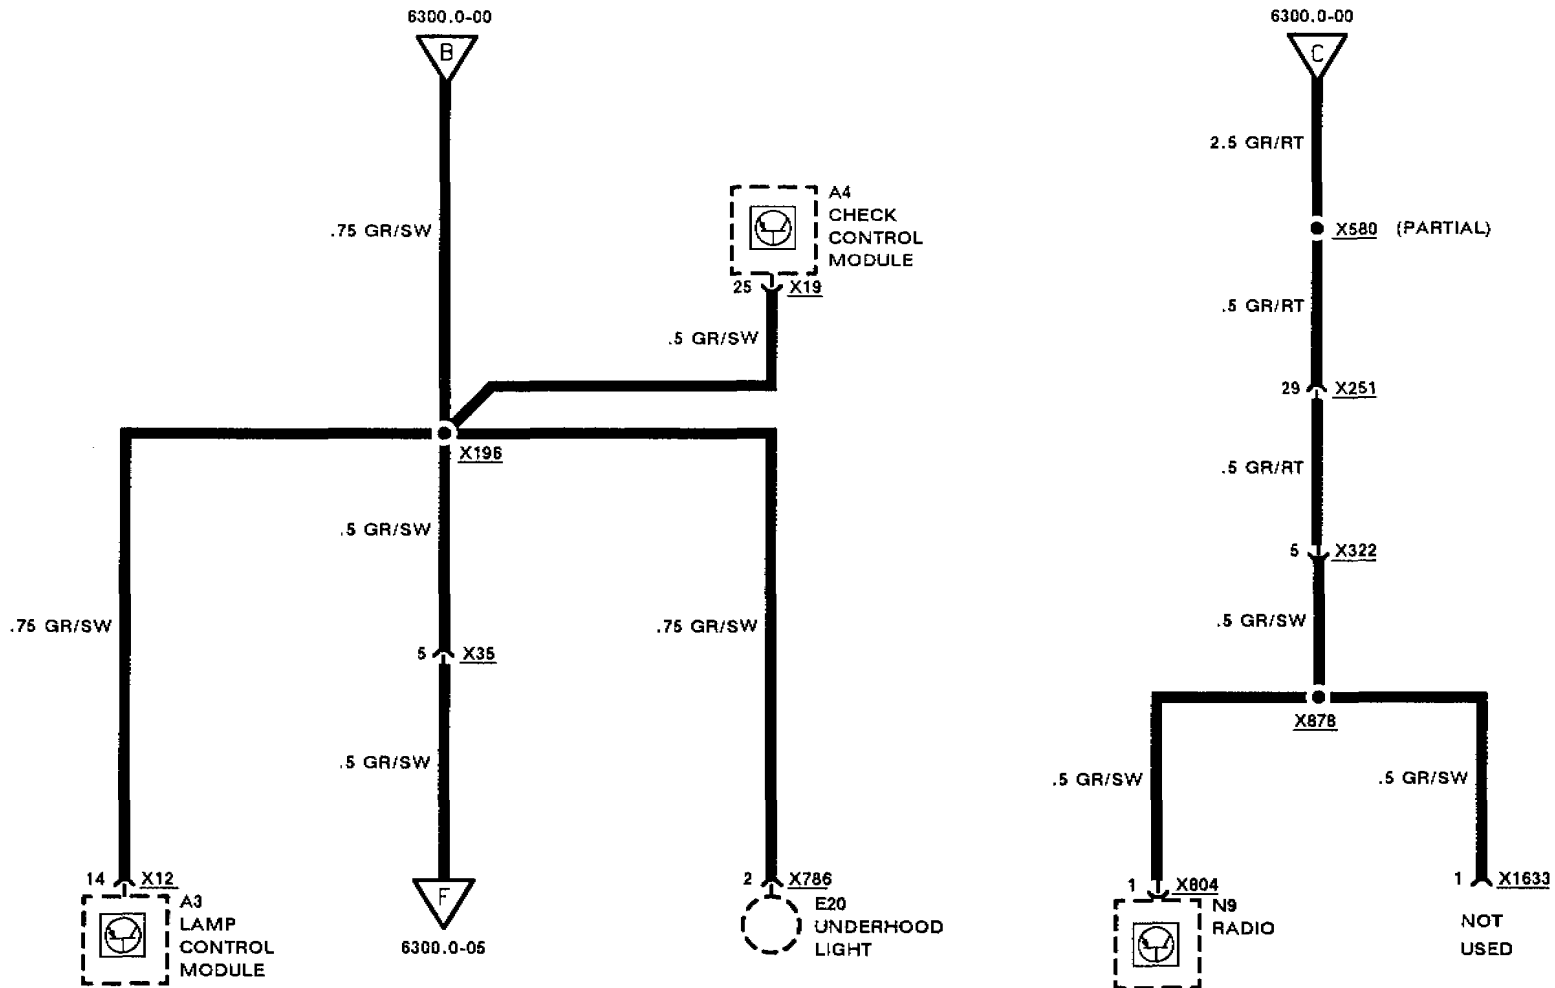 6300.0-00
B
.75 GR/SW
A4
CHECK
CONTROL
MODULE
25 X19
.5 GR/SW
X196
.5 GR/SW
.75 GR/SW
.75 GR/SW
5 X35
.5 GR/SW
14 X12
A3
LAMP
CONTROL
MODULE
F
6300.0-05
2 X786
E20
UNDERHOOD
LIGHT
6300.0-00
C
2.5 GR/RT
X580 (PARTIAL)
.5 GR/RT
29 X251
.5 GR/RT
5 X322
.5 GR/SW
X878
.5 GR/SW
.5 GR/SW
1 X804
N9
RADIO
1 X1633
NOT
USED